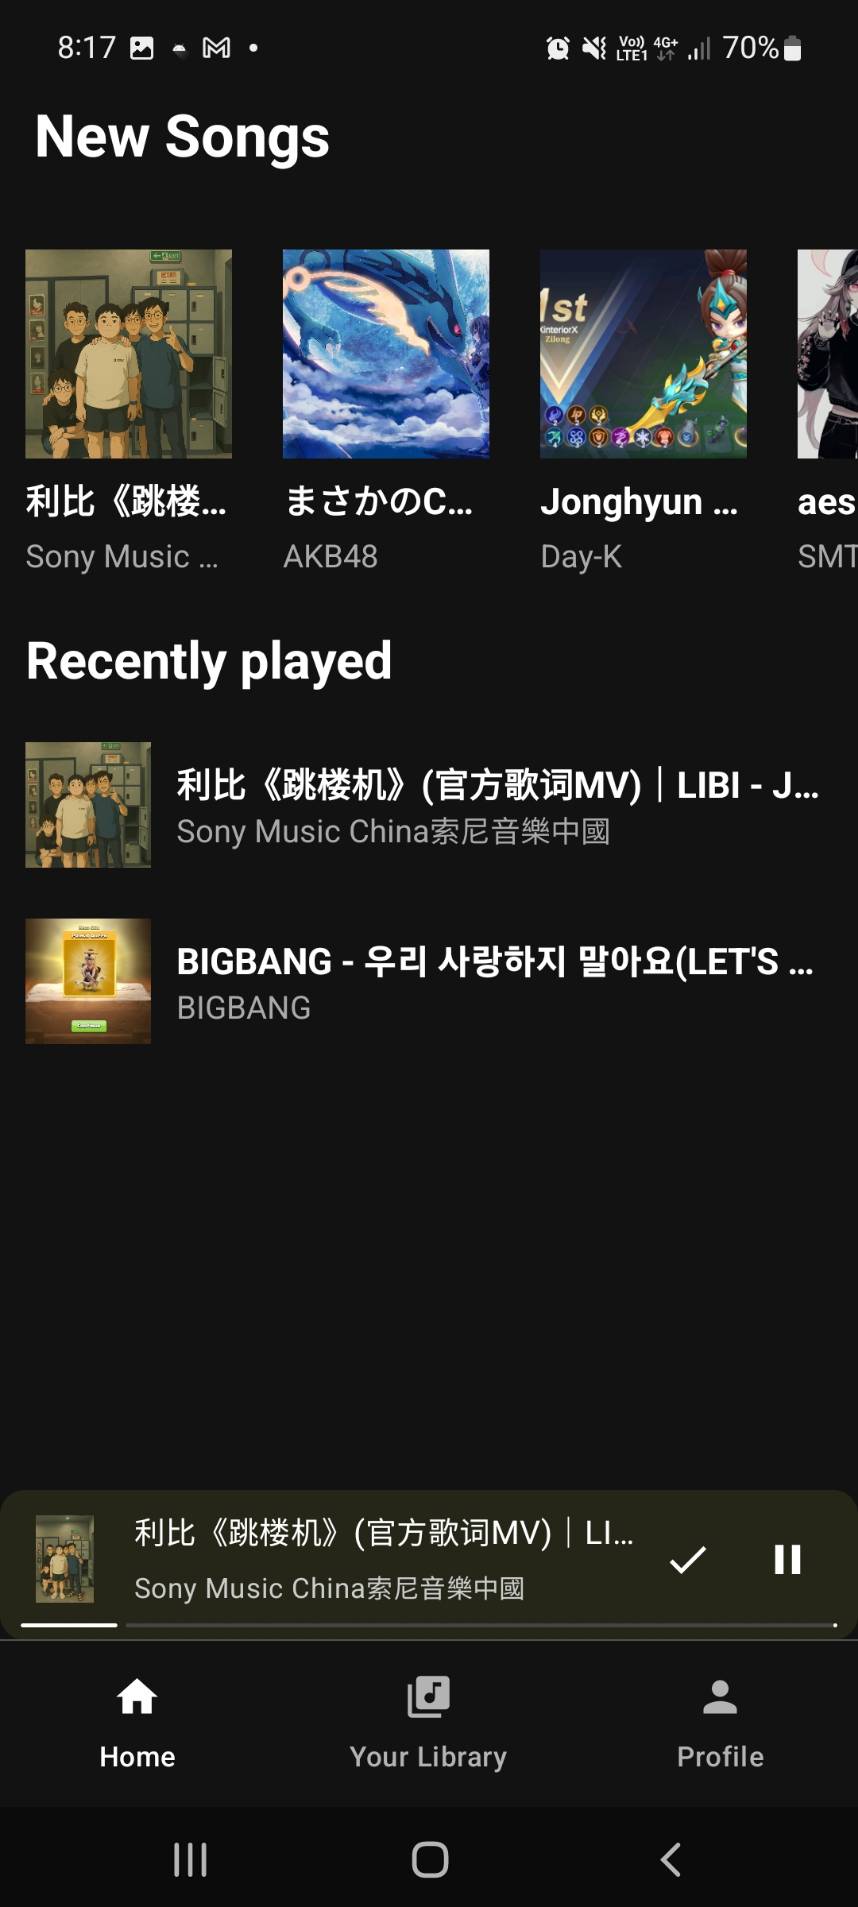 8:17
Vo)) 4G+ 70%
LTE1
New Songs
1st
KinteriorX
Zilong
利比《跳楼...
まさかのC...
Jonghyun ...
aes
Sony Music ...
AKB48
Day-K
SMT
Recently played
利比《跳楼机》(官方歌词MV)｜LIBI - J...
Sony Music China索尼音樂中國
BIGBANG - 우리 사랑하지 말아요(LET'S ...
BIGBANG
利比《跳楼机》(官方歌词MV)｜LI...
Sony Music China索尼音樂中國
Home
Your Library
Profile